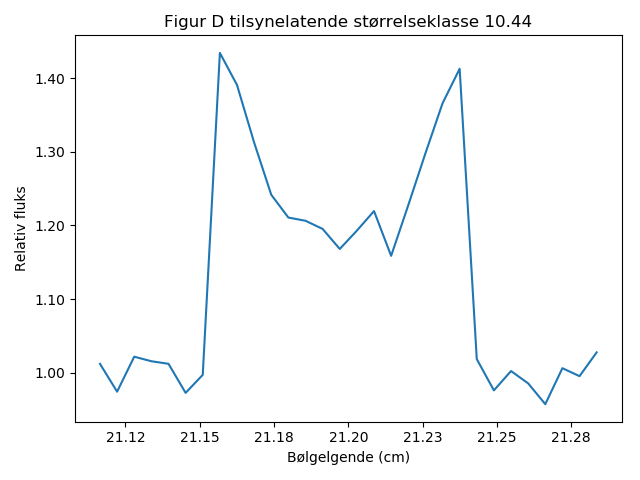 Figur D tilsynelatende størrelseklasse 10.44
1.40
1.30
1.20
1.10
1.00
Relativ fluks
21.12 21.15 21.18 21.20 21.23 21.25 21.28
Bølgelgende (cm)